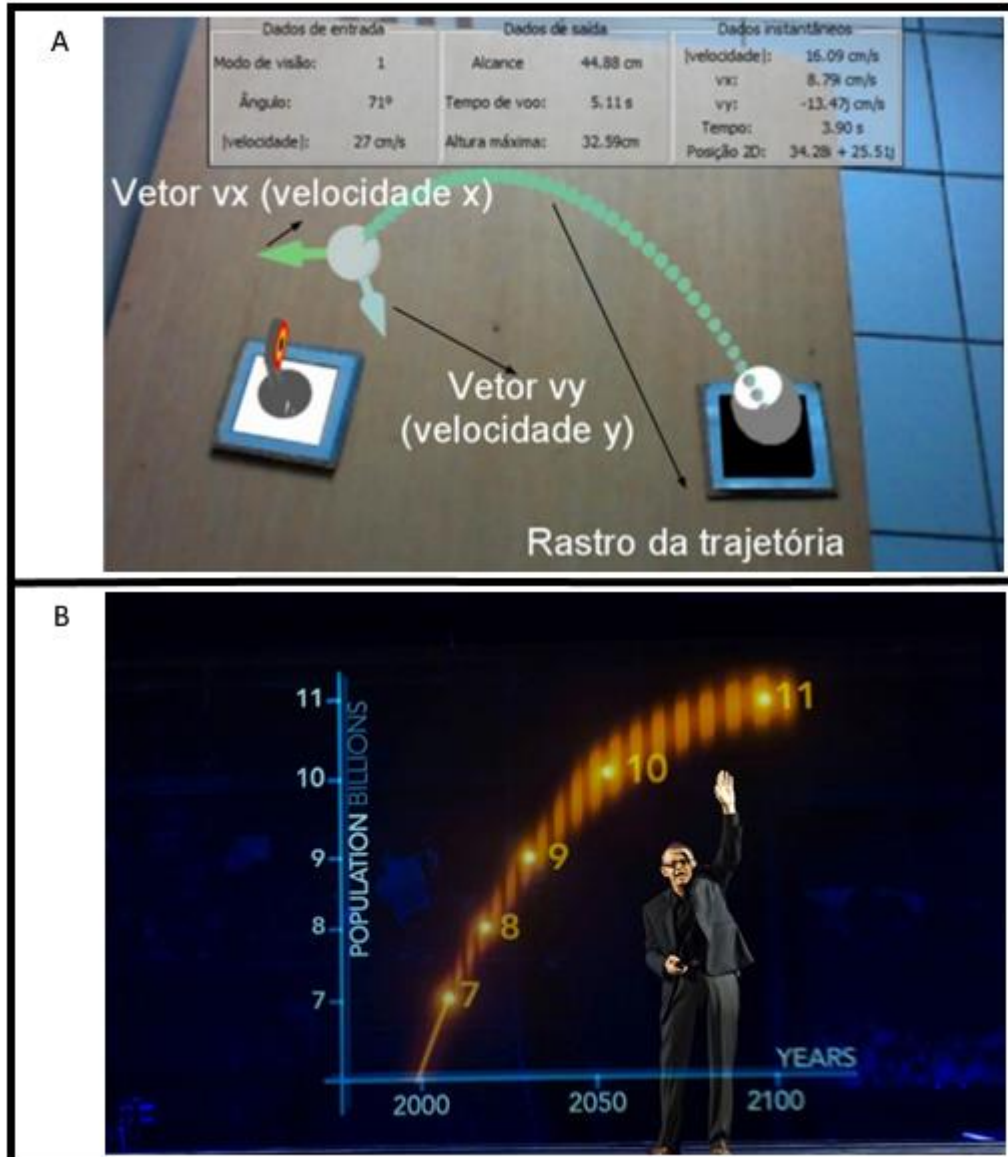 A
Dados de entrada
Modo de visão: 1
Ângulo: 71º
|velocidade|: 27 cm/s
Dados de saída
Alcance 44.88 cm
Tempo de voo: 5.11 s
Altura máxima: 32.59cm
Dados instantâneos
|velocidade|: 16.09 cm/s
vx: 8.79i cm/s
vy: -13.47j cm/s
Tempo: 3.90 s
Posição 2D: 34.28i + 25.51j
Vetor vx (velocidade x)
Vetor vy
(velocidade y)
Rastro da trajetória
B
POPULATION BILLIONS
11
10
9
8
7
11
10
9
8
7
YEARS
2000 2050 2100